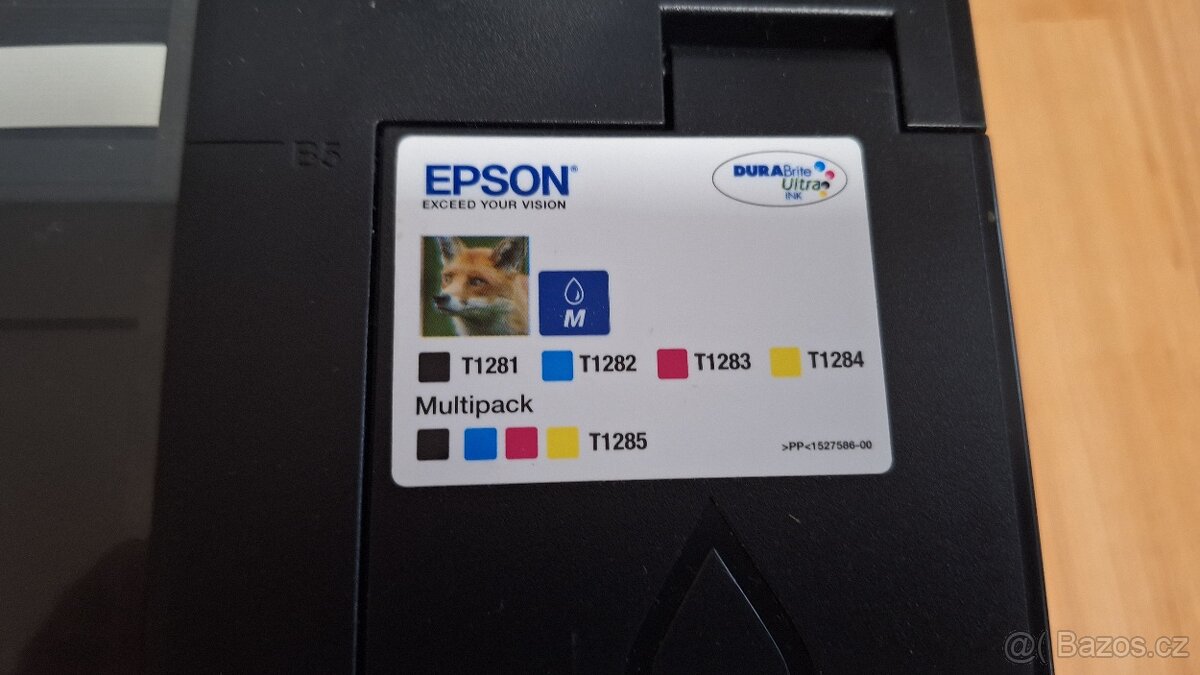 B5
EPSON®
EXCEED YOUR VISION
DURABrite
Ultra
INK
M
T1281 T1282 T1283 T1284
Multipack
T1285
>PP<1527586-00
@( Bazos.cz